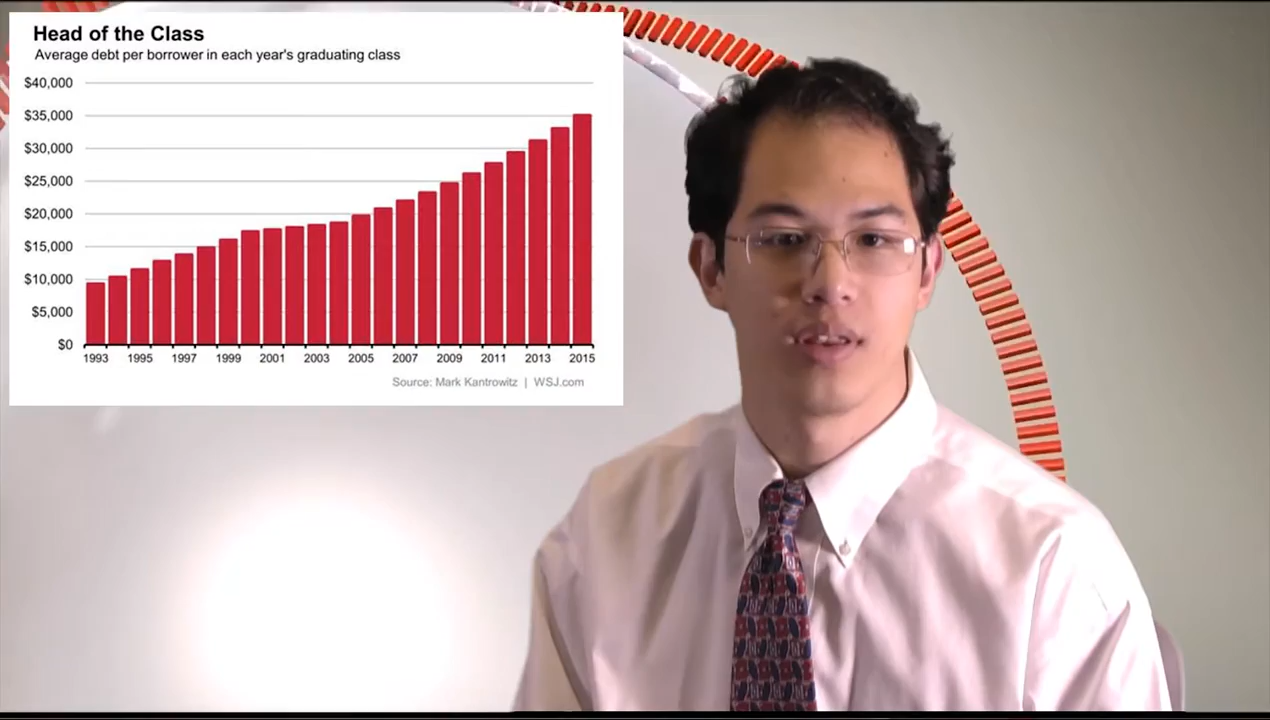 Head of the Class
Average debt per borrower in each year's graduating class
$40,000
$35,000
$30,000
$25,000
$20,000
$15,000
$10,000
$5,000
$0
1993 1995 1997 1999 2001 2003 2005 2007 2009 2011 2013 2015
Source: Mark Kantrowitz | WSJ.com